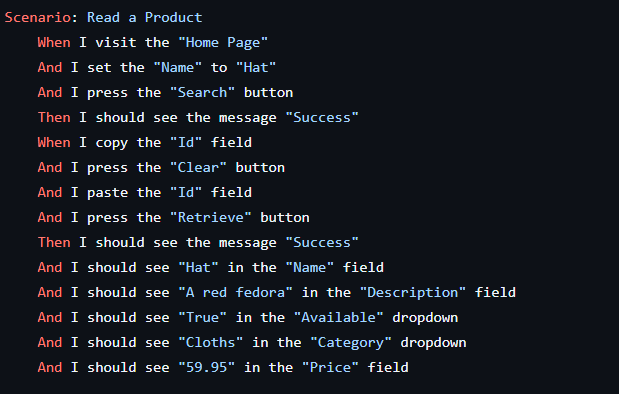 Scenario: Read a Product
When I visit the "Home Page"
And I set the "Name" to "Hat"
And I press the "Search" button
Then I should see the message "Success"
When I copy the "Id" field
And I press the "Clear" button
And I paste the "Id" field
And I press the "Retrieve" button
Then I should see the message "Success"
And I should see "Hat" in the "Name" field
And I should see "A red fedora" in the "Description" field
And I should see "True" in the "Available" dropdown
And I should see "Cloths" in the "Category" dropdown
And I should see "59.95" in the "Price" field